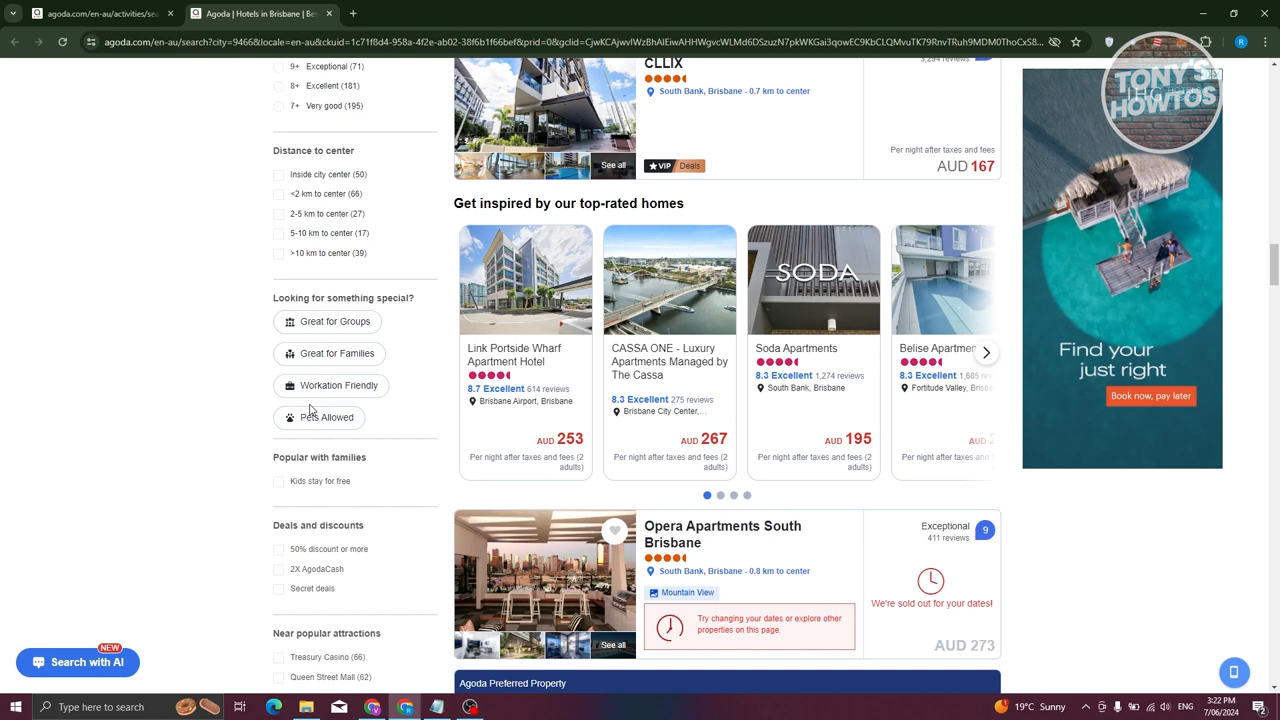 agoda.com/activities/sea
Agoda | Hotels in Brisbane | Be
agoda.com/search?city=9466&locale=en-us&ckuid=1c71f8d4-958a-4f2e-ab02-38f6b1f66bef&prid=0&gclid=
R
9+ Exceptional (71)
8+ Excellent (181)
7+ Very good (195)
Distance to center
Inside city center (50)
<2 km to center (66)
2-5 km to center (27)
5-10 km to center (17)
>10 km to center (39)
Looking for something special?
Great for Groups
Great for Families
Workation Friendly
Pets Allowed
Popular with families
Kids stay for free
Deals and discounts
50% discount or more
2X AgodaCash
Secret deals
Near popular attractions
Treasury Casino (66)
Queen Street Mall (62)
NEW
Search with AI
CLLIX
3,294 reviews
South Bank, Brisbane - 0.7 km to center
See all
VIP Deals
Per night after taxes and fees
AUD 167
Get inspired by our top-rated homes
Link Portside Wharf
Apartment Hotel
8.7 Excellent 614 reviews
Brisbane Airport, Brisbane
AUD 253
Per night after taxes and fees (2
adults)
CASSA ONE - Luxury
Apartments Managed by
The Cassa
8.3 Excellent 275 reviews
Brisbane City Center,...
AUD 267
Per night after taxes and fees (2
adults)
SODA
Soda Apartments
8.3 Excellent 1,274 reviews
South Bank, Brisbane
AUD 195
Per night after taxes and fees (2
adults)
Belise Apartme
8.3 Excellent
Fortitude Valley,
AUD
Per night after taxes
Opera Apartments South
Brisbane
South Bank, Brisbane - 0.8 km to center
Mountain View
Try changing your dates or explore other
properties on this page.
See all
Exceptional 9
411 reviews
We're sold out for your dates!
AUD 273
Agoda Preferred Property
TONY'S
HOWTOS
Find your
just right
Book now, pay later
Type here to search
19°C Sunny
3:22 PM
7/06/2024